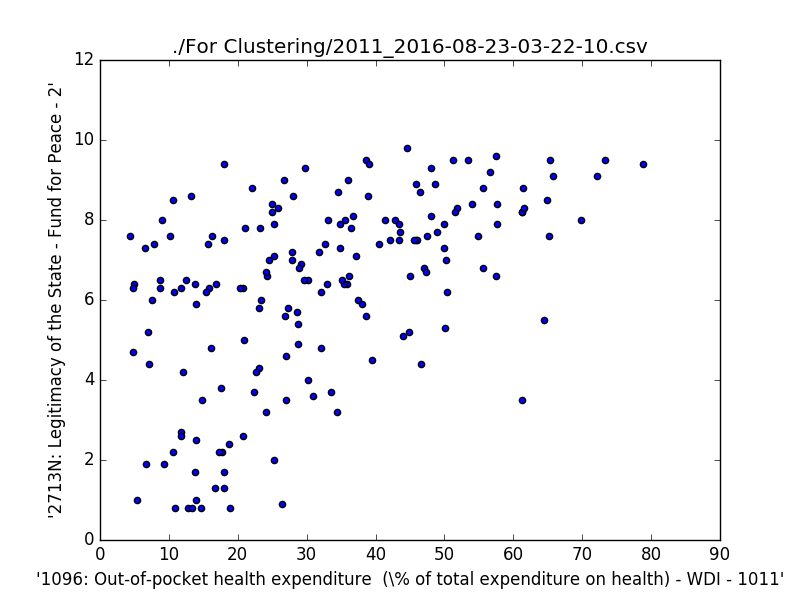 ./For Clustering/2011_2016-08-23-03-22-10.csv
'2713N: Legitimacy of the State - Fund for Peace - 2'
12
10
8
6
4
2
0
0 10 20 30 40 50 60 70 80 90
'1096: Out-of-pocket health expenditure  (\% of total expenditure on health) - WDI - 1011'